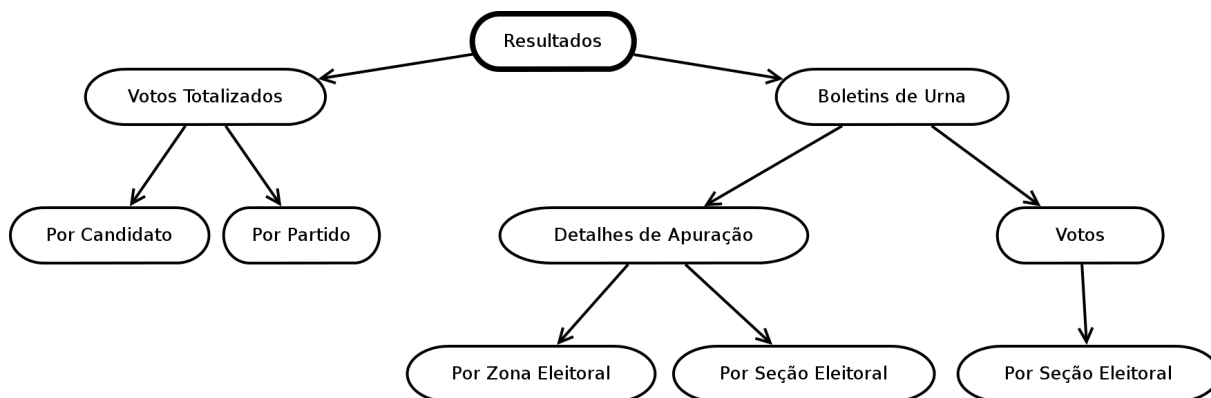 Resultados
Votos Totalizados
Boletins de Urna
Por Candidato
Por Partido
Detalhes de Apuração
Votos
Por Zona Eleitoral
Por Seção Eleitoral
Por Seção Eleitoral